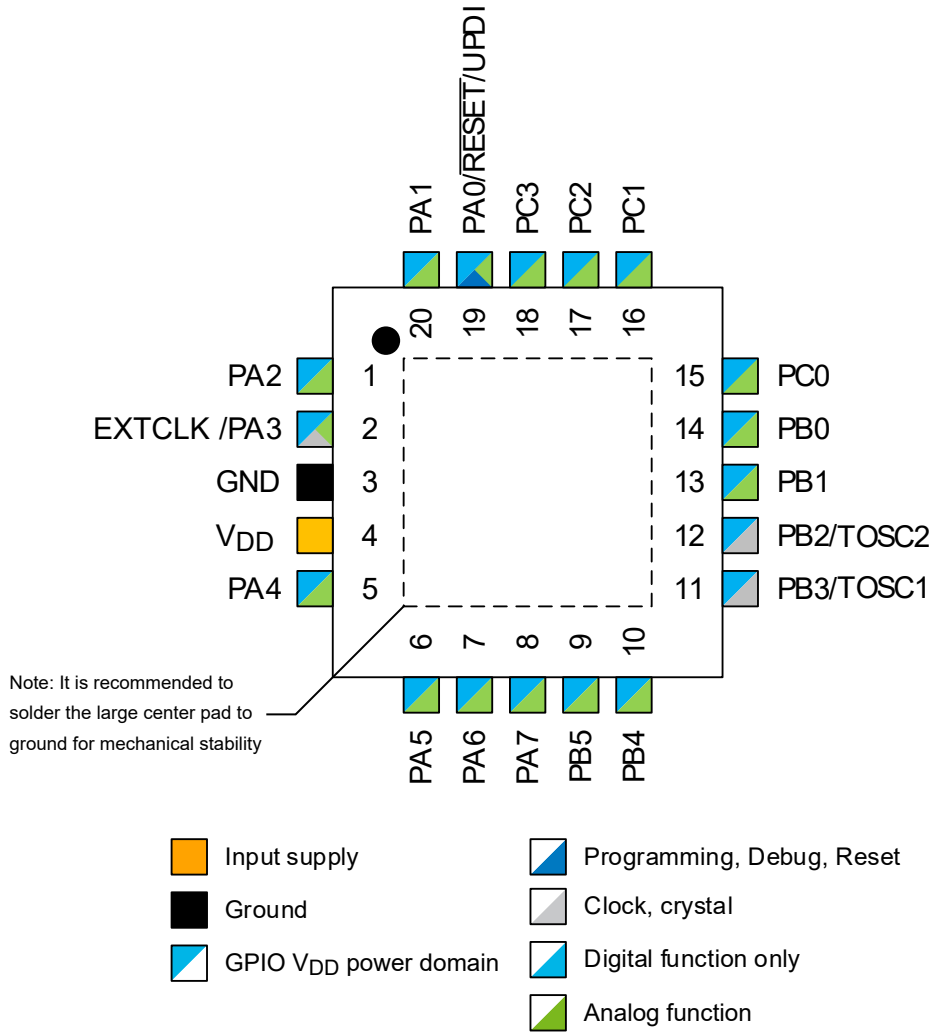 PA1
PA0/RESET/UPDI
PC3
PC2
PC1
20
19
18
17
16
PA2
1
15
PC0
EXTCLK /PA3
2
14
PB0
GND
3
13
PB1
VDD
4
12
PB2/TOSC2
PA4
5
11
PB3/TOSC1
6
7
8
9
10
PA5
PA6
PA7
PB5
PB4
Note: It is recommended to
solder the large center pad to
ground for mechanical stability
Input supply
Programming, Debug, Reset
Ground
Clock, crystal
GPIO VDD power domain
Digital function only
Analog function